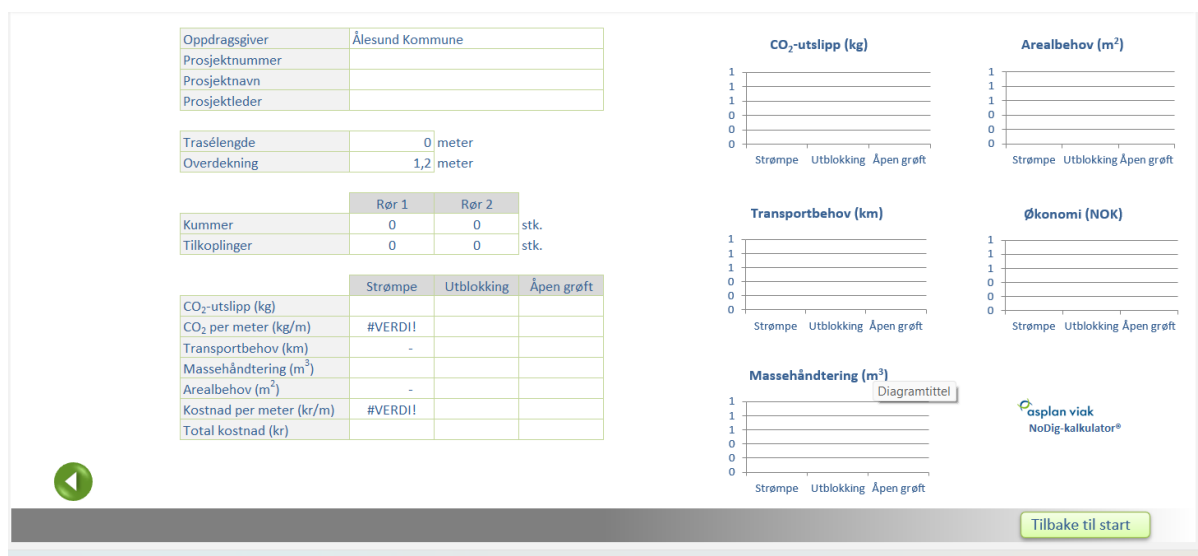 Oppdragsgiver Ålesund Kommune
Prosjektnummer
Prosjektnavn
Prosjektleder
Trasélengde 0 meter
Overdekning 1,2 meter
Rør 1 Rør 2
Kummer 0 0 stk.
Tilkoplinger 0 0 stk.
Strømpe Utblokking Åpen grøft
CO₂-utslipp (kg)
CO₂ per meter (kg/m) #VERDI!
Transportbehov (km) -
Massehåndtering (m³)
Arealbehov (m²) -
Kostnad per meter (kr/m) #VERDI!
Total kostnad (kr)
CO₂-utslipp (kg)
1
1
1
0
0
0
Strømpe Utblokking Åpen grøft
Arealbehov (m²)
1
1
1
0
0
0
Strømpe Utblokking Åpen grøft
Transportbehov (km)
1
1
1
0
0
0
Strømpe Utblokking Åpen grøft
Økonomi (NOK)
1
1
1
0
0
0
Strømpe Utblokking Åpen grøft
Massehåndtering (m³)
Diagramtittel
1
1
1
0
0
0
Strømpe Utblokking Åpen grøft
asplan viak
NoDig-kalkulator®
Tilbake til start